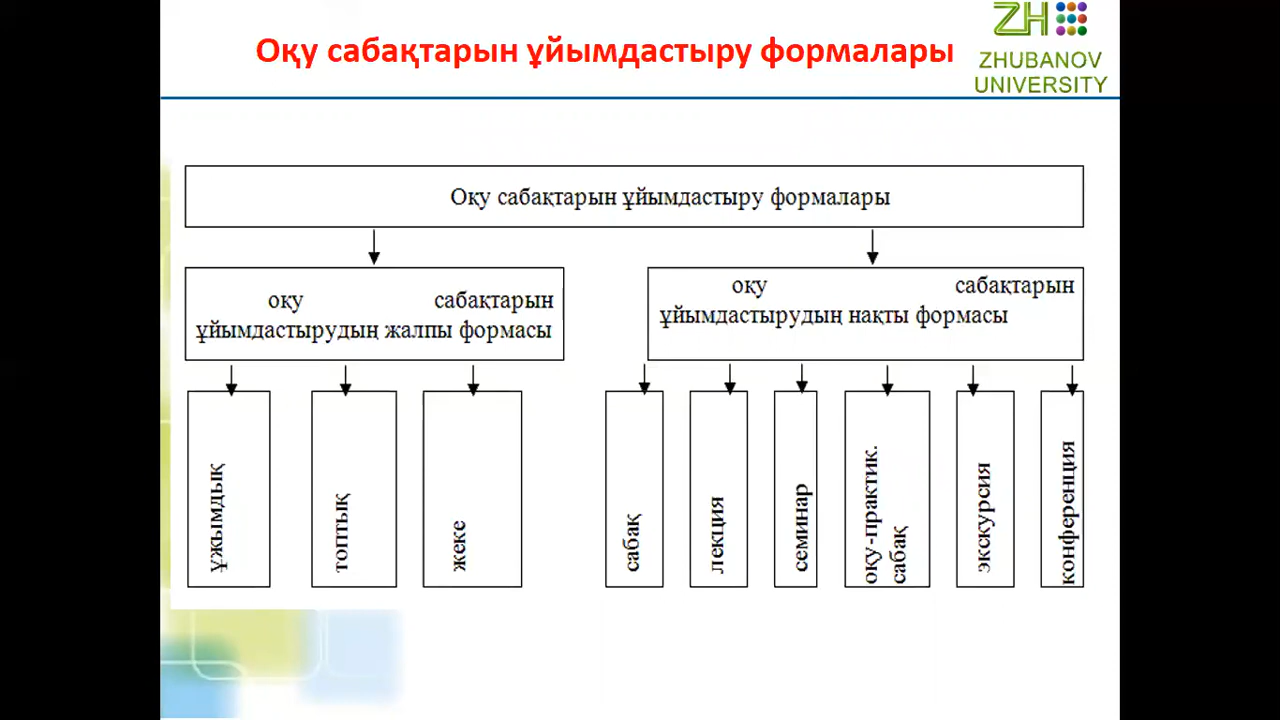 Оқу сабақтарын ұйымдастыру формалары
ZH
ZHUBANOV
UNIVERSITY
Оқу сабақтарын ұйымдастыру формалары
оқу сабақтарын
ұйымдастырудың жалпы формасы
оқу сабақтарын
ұйымдастырудың нақты формасы
ұжымдық
топтық
жеке
сабақ
лекция
семинар
оқу-практик.
сабақ
экскурсия
конференция